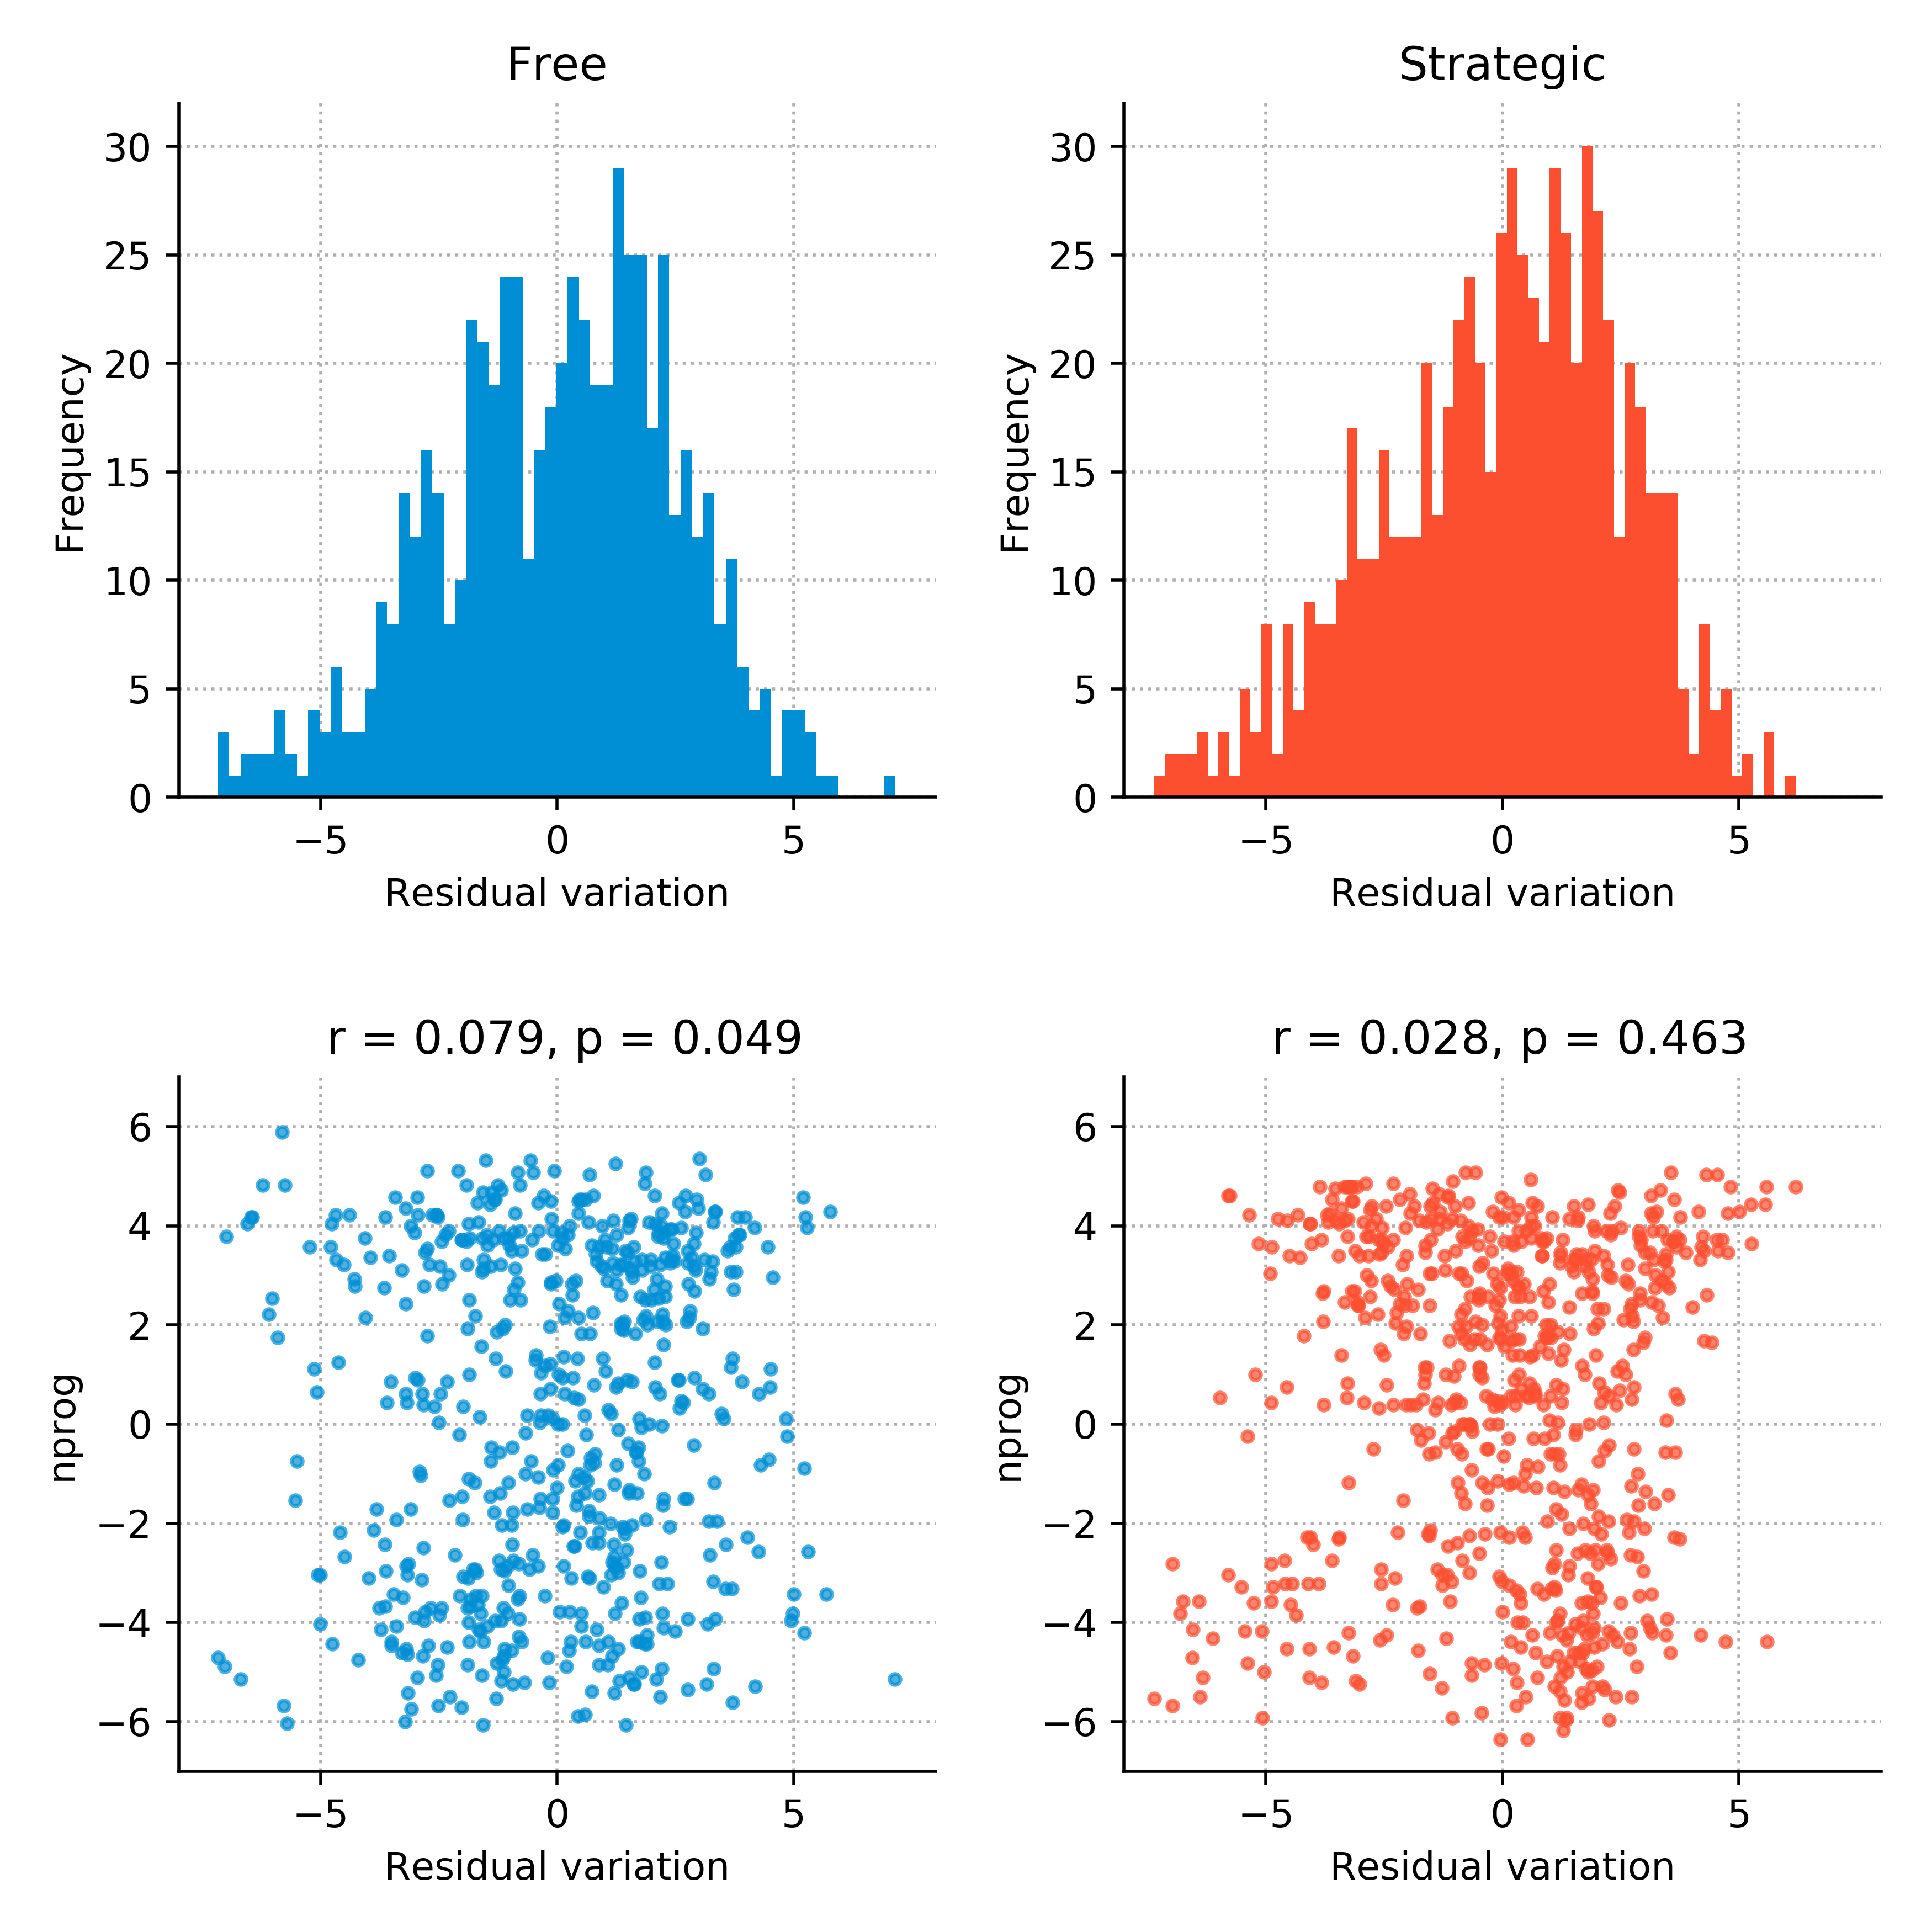 Free
30
25
20
15
10
5
0
Frequency
−5 0 5
Residual variation
Strategic
30
25
20
15
10
5
0
Frequency
−5 0 5
Residual variation
r = 0.079, p = 0.049
6
4
2
0
−2
−4
−6
nprog
−5 0 5
Residual variation
r = 0.028, p = 0.463
6
4
2
0
−2
−4
−6
nprog
−5 0 5
Residual variation